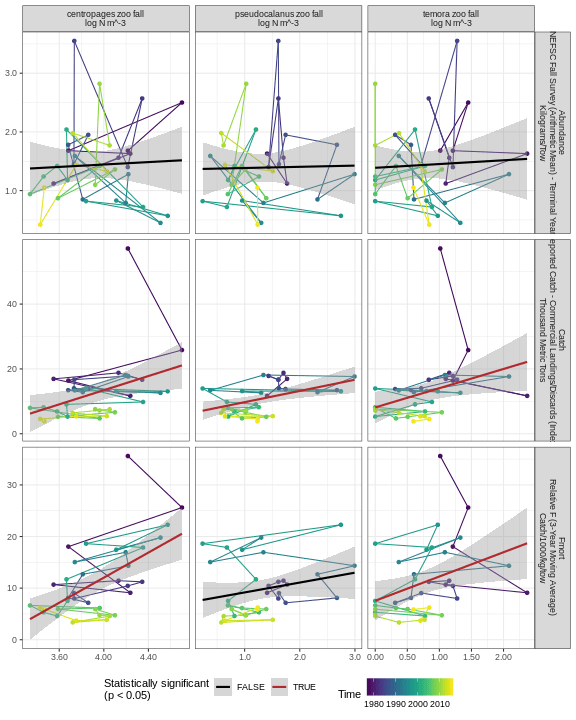 centropages zoo fall
log N m^-3
pseudocalanus zoo fall
log N m^-3
temora zoo fall
log N m^-3
3.0
2.0
1.0
Abundance
NEFSC Fall Survey (Arithmetic Mean) - Terminal Year
Kilograms/tow
40
20
0
Catch
eported Catch - Commercial Landings/Discards (Inde
Thousand Metric Tons
30
20
10
0
Fmort
Relative F (3-Year Moving Average)
Catch/1000/kg/tow
3.60 4.00 4.40
1.0 2.0 3.0
0.00 0.50 1.00 1.50 2.00
Statistically significant
(p < 0.05)
FALSE
TRUE
Time
1980 1990 2000 2010